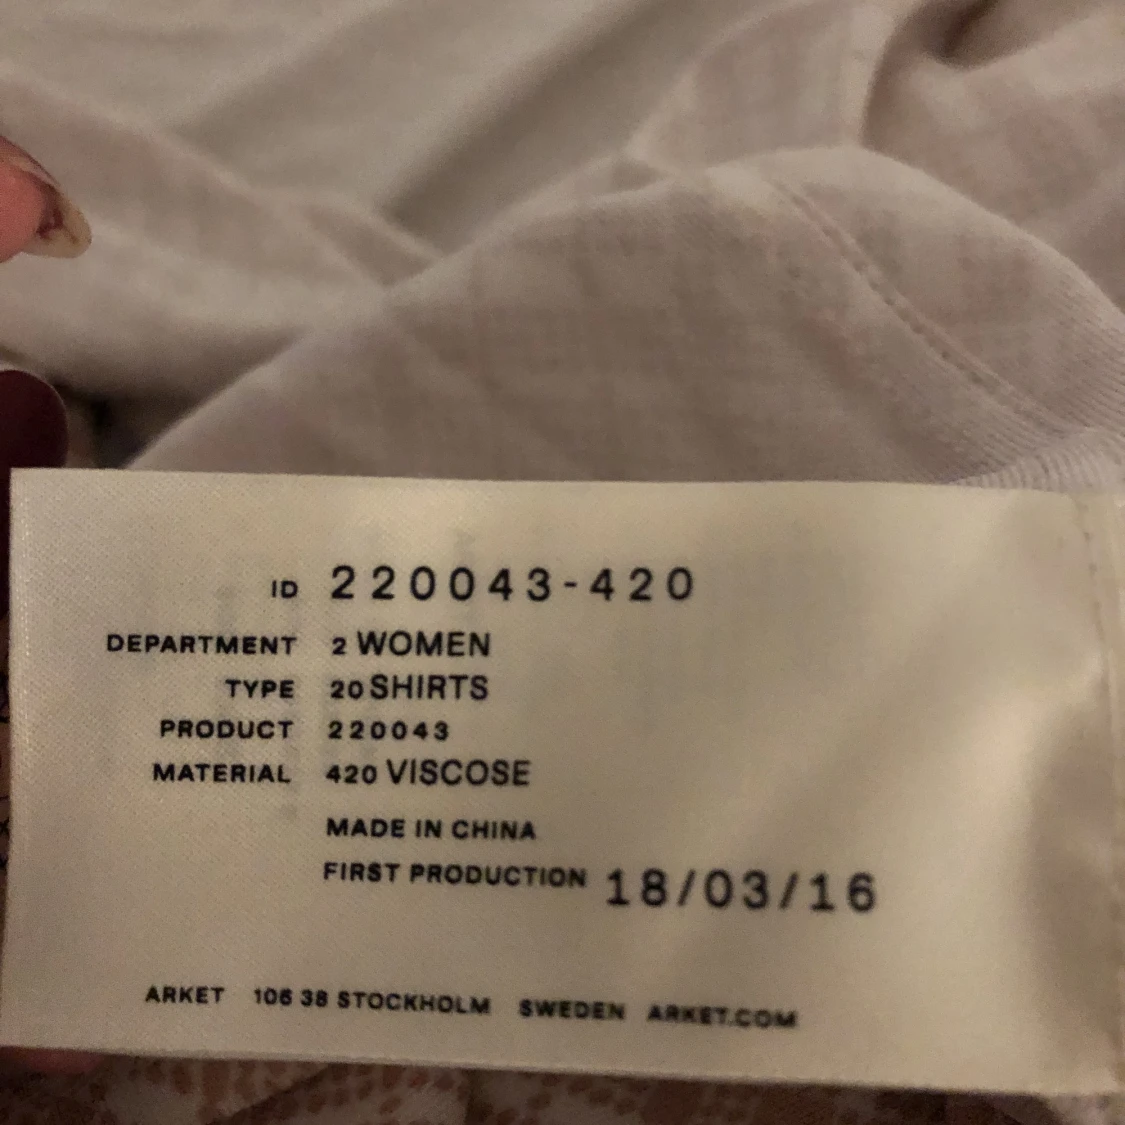 ID 220043-420
DEPARTMENT 2 WOMEN
TYPE 20 SHIRTS
PRODUCT 220043
MATERIAL 420 VISCOSE
MADE IN CHINA
FIRST PRODUCTION 18/03/16
ARKET 106 38 STOCKHOLM SWEDEN ARKET.COM